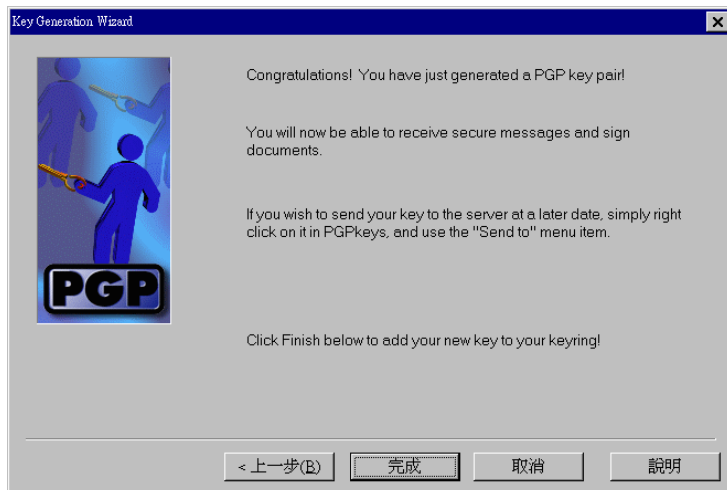 Key Generation Wizard
Congratulations! You have just generated a PGP key pair!
You will now be able to receive secure messages and sign
documents.
If you wish to send your key to the server at a later date, simply right
click on it in PGPkeys, and use the "Send to" menu item.
PGP
Click Finish below to add your new key to your keyring!
< 上一步(B)
完成
取消
說明